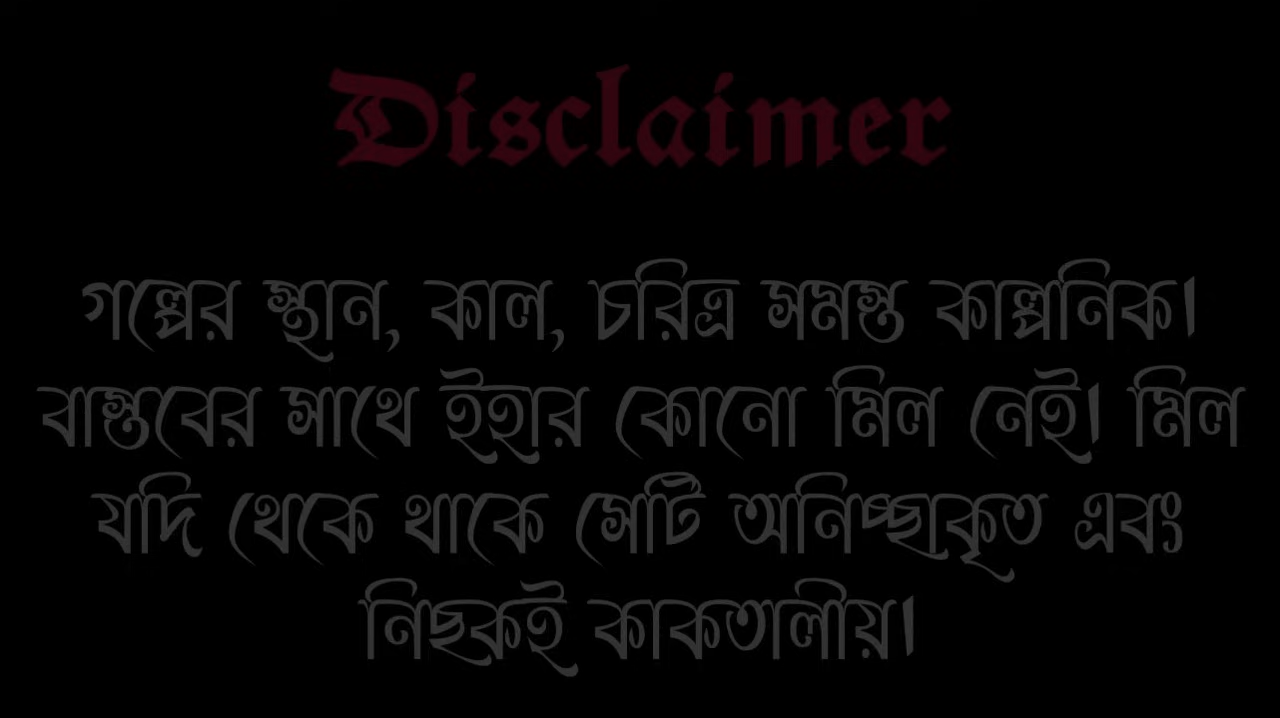 Disclaimer
গল্পের স্থান, কাল, চরিত্র সমস্ত কাল্পনিক।
বাস্তবের সাথে ইহার কোনো মিল নেই। মিল
যদি থেকে থাকে সেটি অনিচ্ছাকৃত এবং
নিছকই কাকতালীয়।